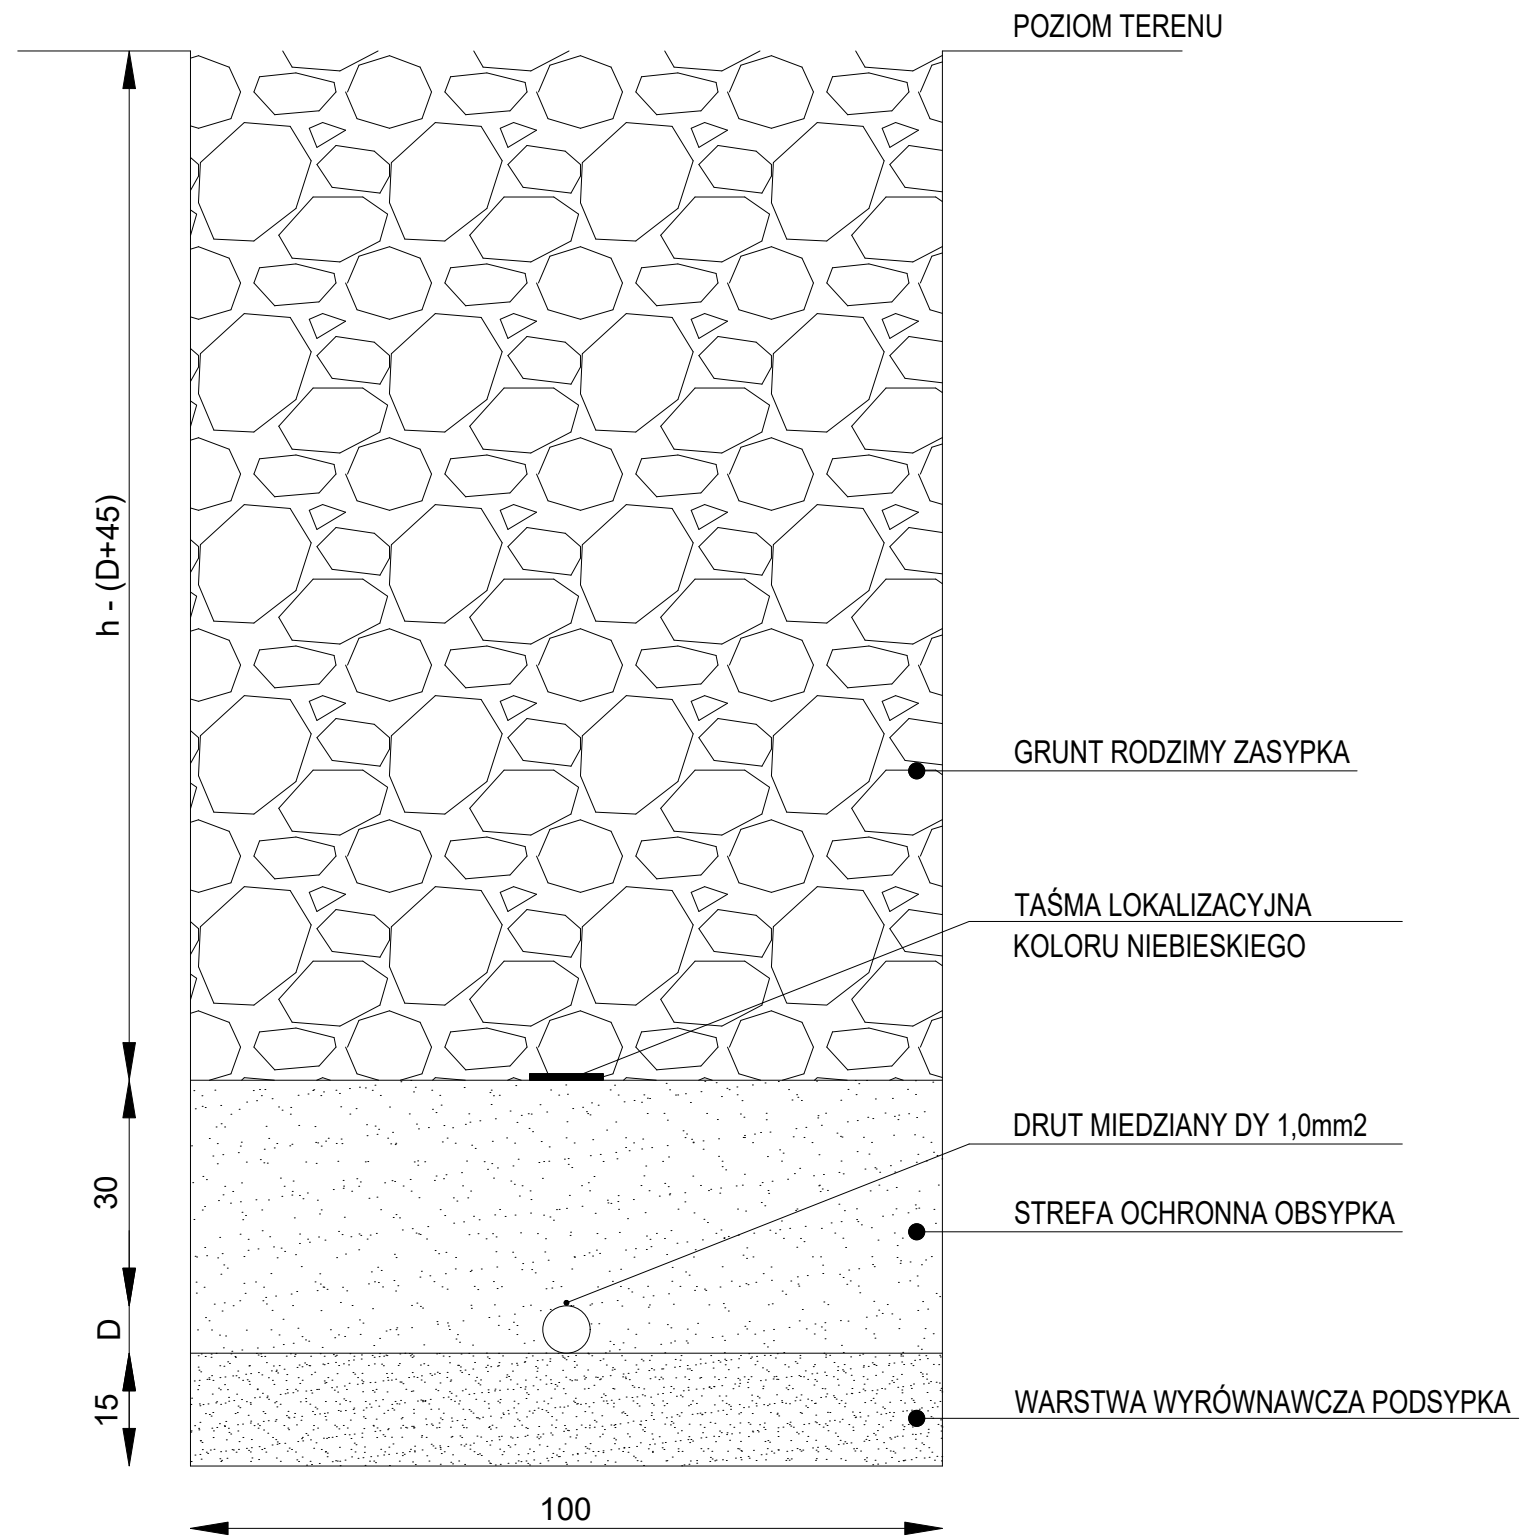 POZIOM TERENU
h - (D+45)
GRUNT RODZIMY ZASYPKA
TAŚMA LOKALIZACYJNA
KOLORU NIEBIESKIEGO
DRUT MIEDZIANY DY 1,0mm2
30
STREFA OCHRONNA OBSYPKA
D
15
WARSTWA WYRÓWNAWCZA PODSYPKA
100